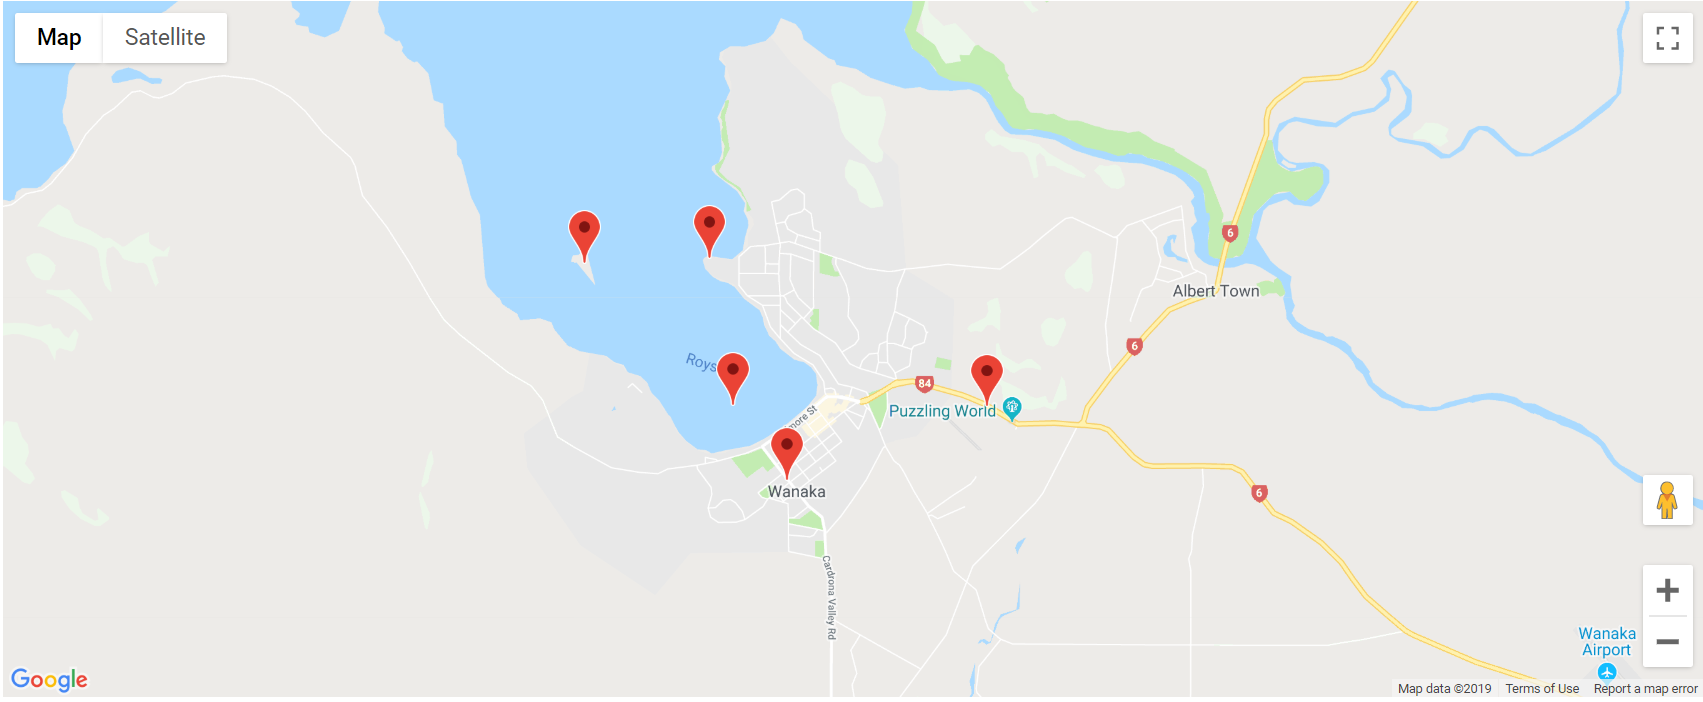 Map
Satellite
6
Albert Town
6
Roys
84
Puzzling World
more St
Wanaka
6
Cardrona Valley Rd
Wanaka
Airport
Google
Map data ©2019
Terms of Use
Report a map error